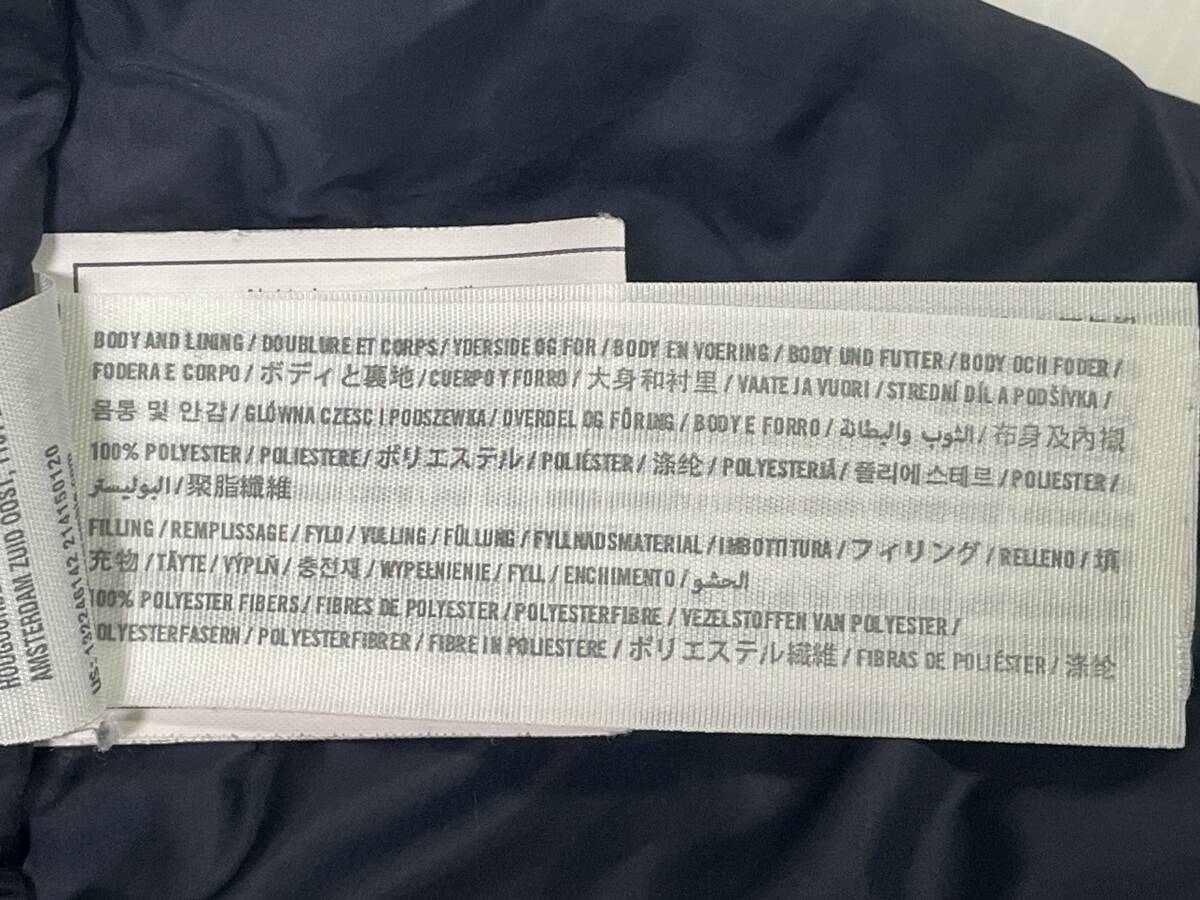 BODY AND LINING / DOUBLURE ET CORPS / YDERSIDE OG FOR / BODY EN VOERING / BODY UND FUTTER / BODY OCH FODER /
FODERA E CORPO / ボディと裏地 / CUERPO Y FORRO / 大身和衬里 / VAATE JA VUORI / STREDNÍ DÍL A PODŠÍVKA /
몸통 및 안감 / GLÓWNA CZESC I PODSZEWKA / OVERDEL OG FÔRING / BODY E FORRO / الثوب والبطانة / 布身及內襯
100% POLYESTER / POLIESTERE / ポリエステル / POLIÉSTER / 涤纶 / POLYESTERIÄ / 폴리에스테르 / POLIESTER /
البوليستر / 聚脂纖維
FILLING / REMPLISSAGE / FYLD / VULLING / FÜLLUNG / FYLLNADSMATERIAL / IMBOTTITURA / フィリング / RELLENO / 填
充物 / TÄYTE / VÝPLŇ / 충전재 / WYPEŁNIENIE / FYLL / ENCHIMENTO / الحشو
100% POLYESTER FIBERS / FIBRES DE POLYESTER / POLYESTERFIBRE / VEZELSTOFFEN VAN POLYESTER /
POLYESTERFASERN / POLYESTERFIBRER / FIBRE IN POLIESTERE / ポリエステル繊維 / FIBRAS DE POLIÉSTER / 涤纶
AMSTERDAM ZUID OOST,
US- 132246142 214150120